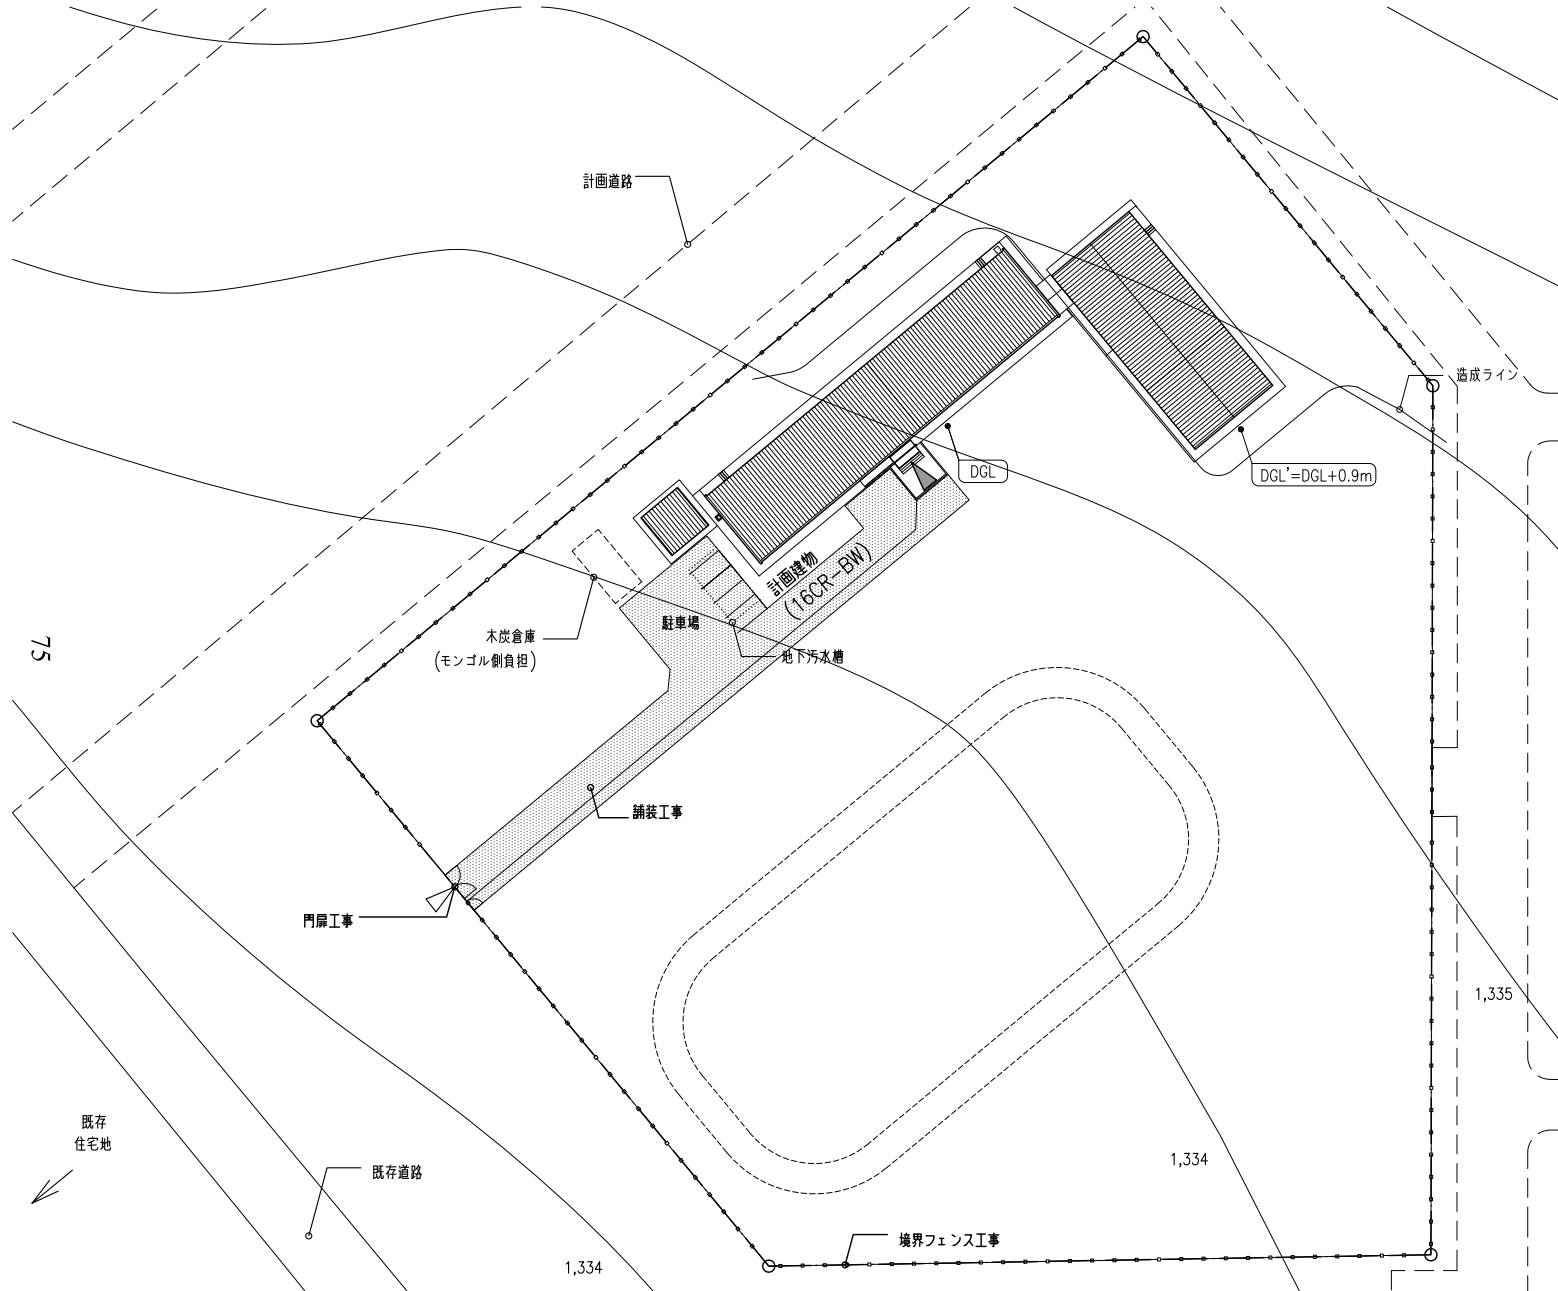 計画道路
造成ライン
DGL
DGL'=DGL+0.9m
計画建物
(16CR-BW)
駐車場
木炭倉庫
(モンゴル側負担)
地下汚水槽
75
舗装工事
門扉工事
1,335
既存
住宅地
既存道路
1,334
境界フェンス工事
1,334